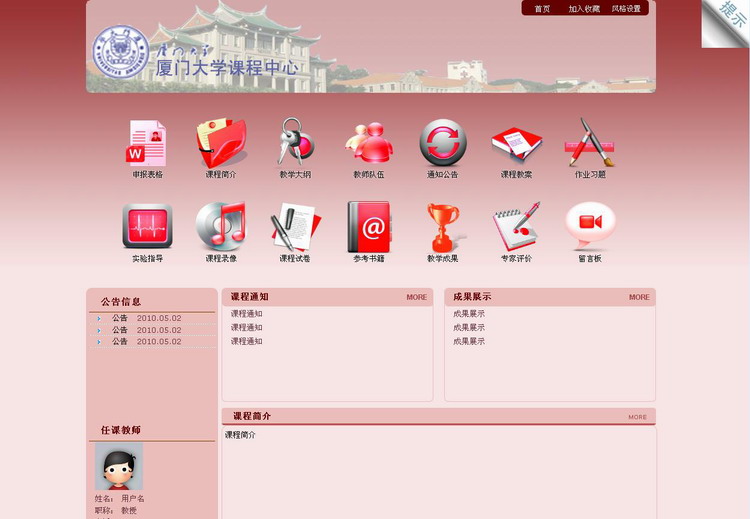 首页 加入收藏 风格设置
提示
厦门大学
厦门大学课程中心
申报表格 课程简介 教学大纲 教师队伍 通知公告 课程教案 作业习题
实验指导 课程录像 课程试卷 参考书籍 教学成果 专家评价 留言板
公告信息
公告 2010.05.02
公告 2010.05.02
公告 2010.05.02
课程通知 MORE
课程通知
课程通知
课程通知
成果展示 MORE
成果展示
成果展示
成果展示
任课教师
姓名： 用户名
职称： 教授
课程简介 MORE
课程简介